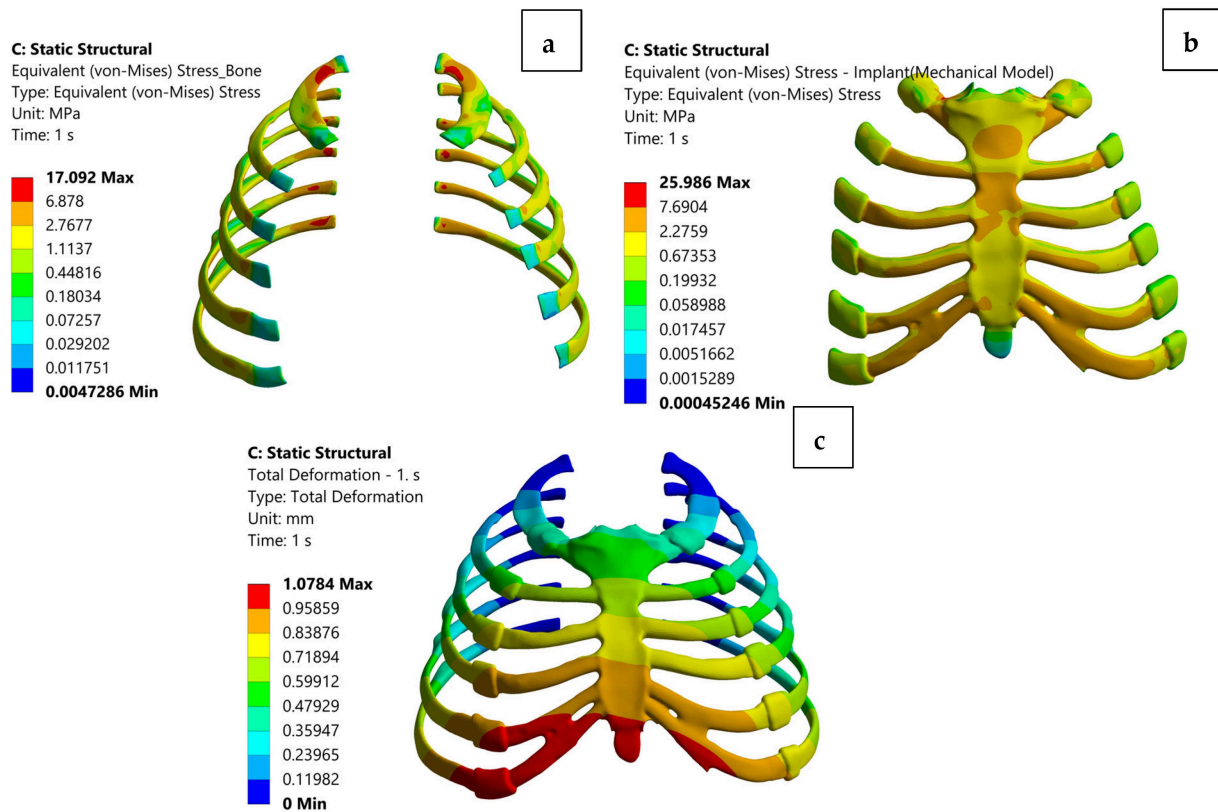 a
C: Static Structural
Equivalent (von-Mises) Stress_Bone
Type: Equivalent (von-Mises) Stress
Unit: MPa
Time: 1 s
17.092 Max
6.878
2.7677
1.1137
0.44816
0.18034
0.07257
0.029202
0.011751
0.0047286 Min
b
C: Static Structural
Equivalent (von-Mises) Stress - Implant(Mechanical Model)
Type: Equivalent (von-Mises) Stress
Unit: MPa
Time: 1 s
25.986 Max
7.6904
2.2759
0.67353
0.19932
0.058988
0.017457
0.0051662
0.0015289
0.00045246 Min
c
C: Static Structural
Total Deformation - 1. s
Type: Total Deformation
Unit: mm
Time: 1 s
1.0784 Max
0.95859
0.83876
0.71894
0.59912
0.47929
0.35947
0.23965
0.11982
0 Min